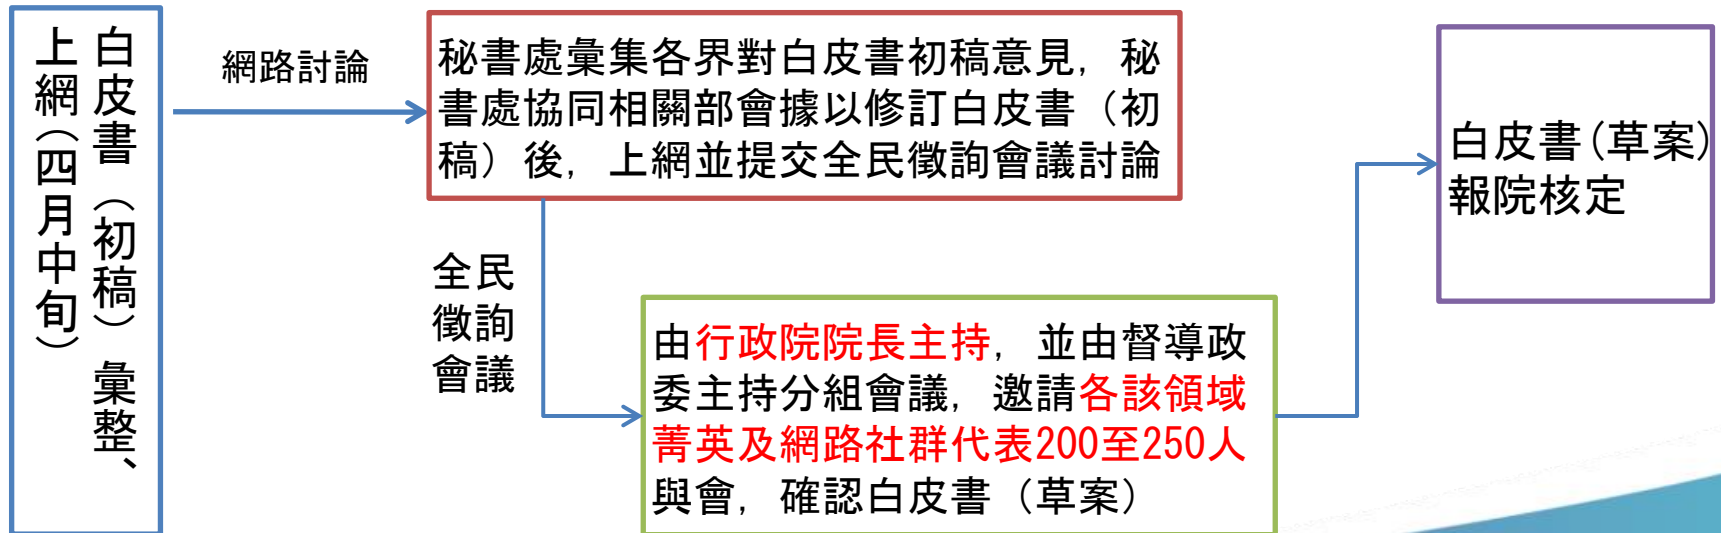 白皮書（初稿）彙整、
上網（四月中旬）
網路討論
秘書處彙集各界對白皮書初稿意見，秘
書處協同相關部會據以修訂白皮書（初
稿）後，上網並提交全民徵詢會議討論
全民
徵詢
會議
由行政院院長主持，並由督導政
委主持分組會議，邀請各該領域
菁英及網路社群代表200至250人
與會，確認白皮書（草案）
白皮書(草案)
報院核定